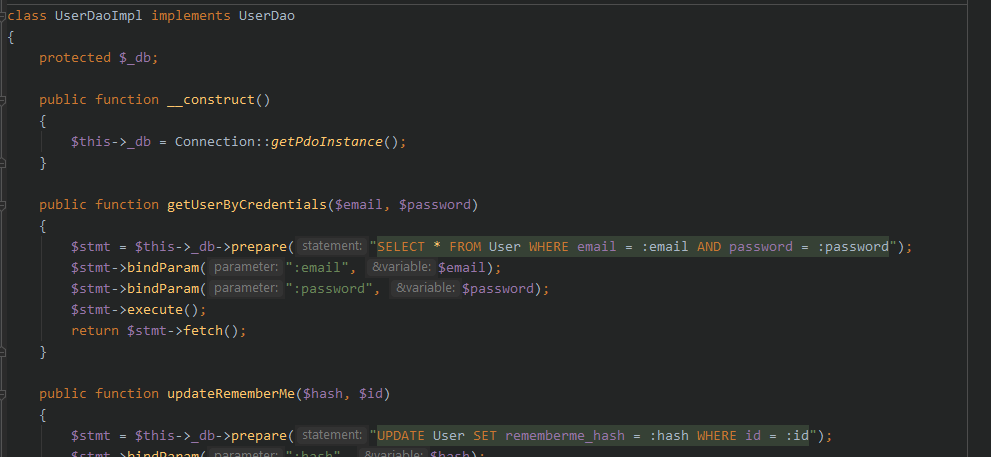 class UserDaoImpl implements UserDao
{
protected $_db;
public function __construct()
{
$this->_db = Connection::getPdoInstance();
}
public function getUserByCredentials($email, $password)
{
$stmt = $this->_db->prepare( statement: "SELECT * FROM User WHERE email = :email AND password = :password");
$stmt->bindParam( parameter: ":email", &variable: $email);
$stmt->bindParam( parameter: ":password", &variable: $password);
$stmt->execute();
return $stmt->fetch();
}
public function updateRememberMe($hash, $id)
{
$stmt = $this->_db->prepare( statement: "UPDATE User SET rememberme_hash = :hash WHERE id = :id");
$stmt->bindParam( parameter: ":hash", &variable: $hash);